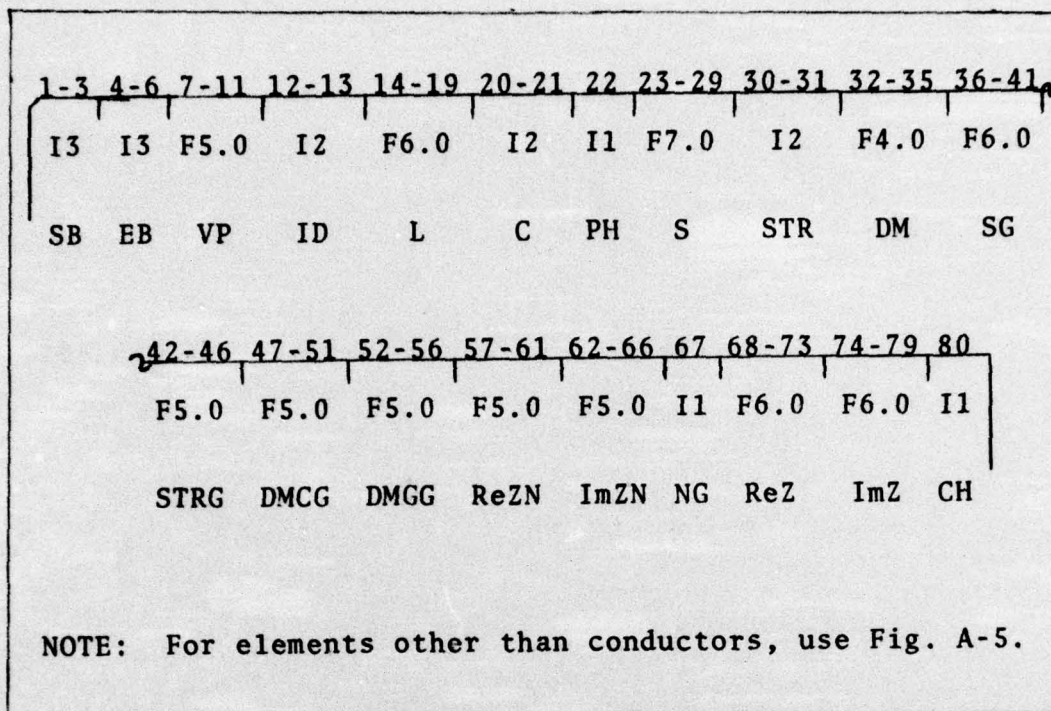 1-3 4-6 7-11 12-13 14-19 20-21 22 23-29 30-31 32-35 36-41
I3 I3 F5.0 I2 F6.0 I2 I1 F7.0 I2 F4.0 F6.0
SB EB VP ID L C PH S STR DM SG
42-46 47-51 52-56 57-61 62-66 67 68-73 74-79 80
F5.0 F5.0 F5.0 F5.0 F5.0 I1 F6.0 F6.0 I1
STRG DMCG DMGG ReZN ImZN NG ReZ ImZ CH
NOTE: For elements other than conductors, use Fig. A-5.